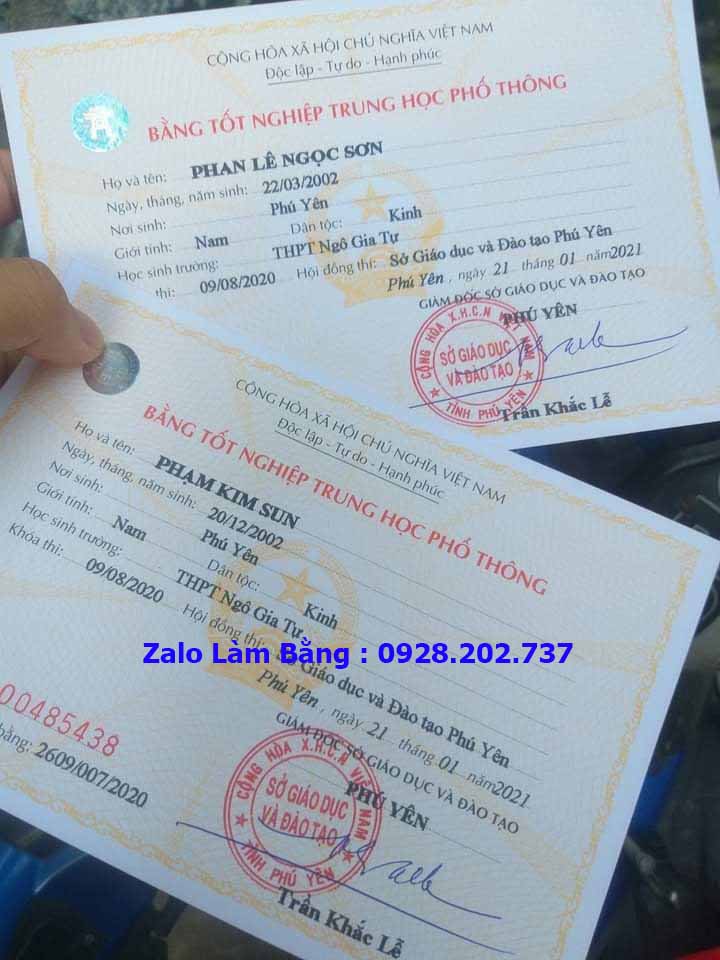 CỘNG HÒA XÃ HỘI CHỦ NGHĨA VIỆT NAM
Độc lập - Tự do - Hạnh phúc
BẰNG TỐT NGHIỆP TRUNG HỌC PHỔ THÔNG
Họ và tên: PHAN LÊ NGỌC SƠN
Ngày, tháng, năm sinh: 22/03/2002
Nơi sinh: Phú Yên
Giới tính: Nam Dân tộc: Kinh
Học sinh trường: THPT Ngô Gia Tự
thi: 09/08/2020 Hội đồng thi: Sở Giáo dục và Đào tạo Phú Yên
Phú Yên, ngày 21 tháng 01 năm 2021
GIÁM ĐỐC SỞ GIÁO DỤC VÀ ĐÀO TẠO
PHÚ YÊN
CỘNG HÒA X.H.C.N VIỆT NAM
SỞ GIÁO DỤC
VÀ ĐÀO TẠO
TỈNH PHÚ YÊN
Trần Khắc Lễ
CỘNG HÒA XÃ HỘI CHỦ NGHĨA VIỆT NAM
Độc lập - Tự do - Hạnh phúc
BẰNG TỐT NGHIỆP TRUNG HỌC PHỔ THÔNG
Họ và tên: PHẠM KIM SUN
Ngày, tháng, năm sinh: 20/12/2002
Nơi sinh: Phú Yên
Giới tính: Nam Dân tộc: Kinh
Học sinh trường: THPT Ngô Gia Tự
Khóa thi: 09/08/2020 Hội đồng thi: Sở Giáo dục và Đào tạo Phú Yên
Zalo Làm Bằng : 0928.202.737
Phú Yên, ngày 21 tháng 01 năm 2021
GIÁM ĐỐC SỞ GIÁO DỤC VÀ ĐÀO TẠO
PHÚ YÊN
00485438
bằng: 2609/007/2020
CỘNG HÒA X.H.C.N VIỆT NAM
SỞ GIÁO DỤC
VÀ ĐÀO TẠO
TỈNH PHÚ YÊN
Trần Khắc Lễ